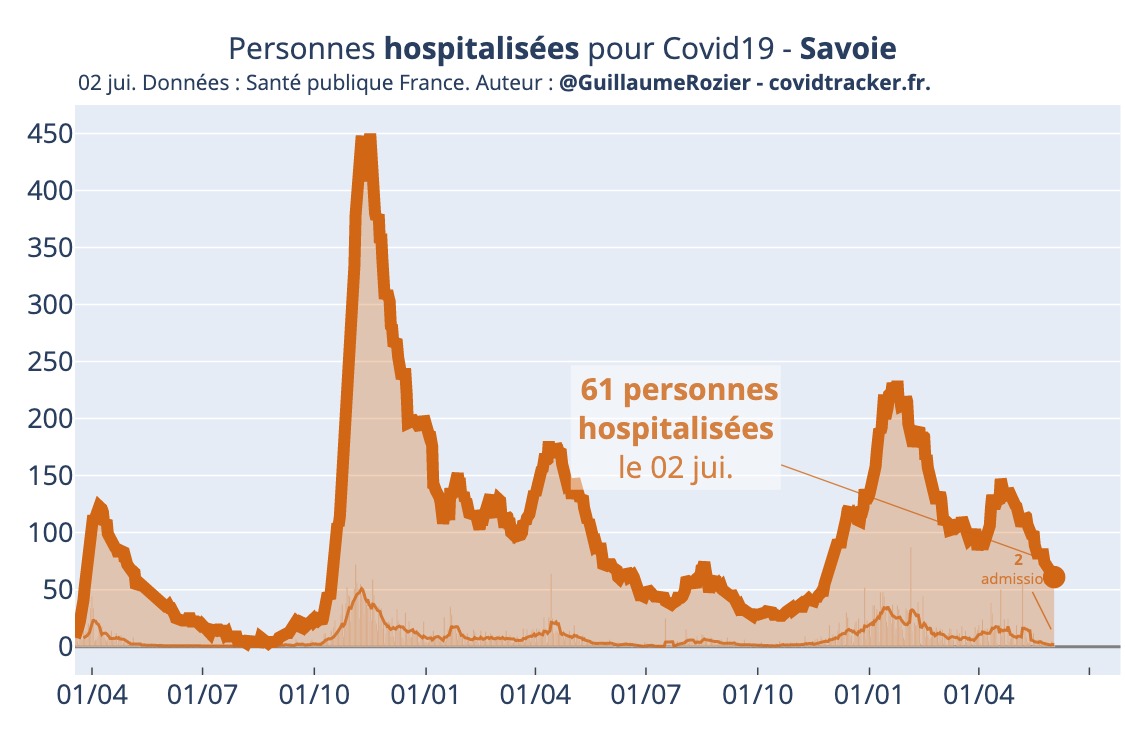 Personnes hospitalisées pour Covid19 - Savoie
02 jui. Données : Santé publique France. Auteur : @GuillaumeRozier - covidtracker.fr.
450
400
350
300
250
200
150
100
50
0
61 personnes
hospitalisées
le 02 jui.
2
admissio
01/04 01/07 01/10 01/01 01/04 01/07 01/10 01/01 01/04